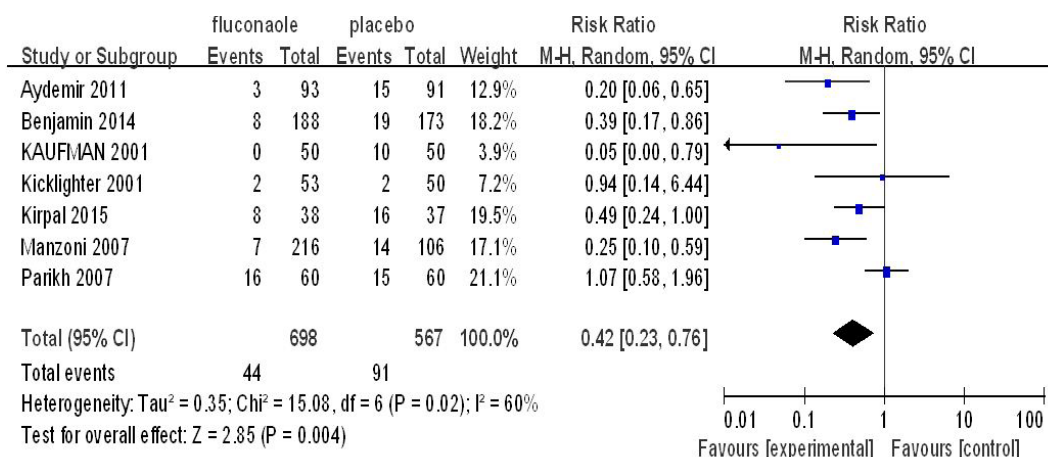 fluconaole placebo Risk Ratio Risk Ratio
Study or Subgroup Events Total Events Total Weight M-H, Random, 95% CI M-H, Random, 95% CI
Aydemir 2011 3 93 15 91 12.9% 0.20 [0.06, 0.65]
Benjamin 2014 8 188 19 173 18.2% 0.39 [0.17, 0.86]
KAUFMAN 2001 0 50 10 50 3.9% 0.05 [0.00, 0.79]
Kicklighter 2001 2 53 2 50 7.2% 0.94 [0.14, 6.44]
Kirpal 2015 8 38 16 37 19.5% 0.49 [0.24, 1.00]
Manzoni 2007 7 216 14 106 17.1% 0.25 [0.10, 0.59]
Parikh 2007 16 60 15 60 21.1% 1.07 [0.58, 1.96]
Total (95% CI) 698 567 100.0% 0.42 [0.23, 0.76]
Total events 44 91
Heterogeneity: Tau² = 0.35; Chi² = 15.08, df = 6 (P = 0.02); I² = 60%
Test for overall effect: Z = 2.85 (P = 0.004)
0.01 0.1 1 10 100
Favours [experimental] Favours [control]